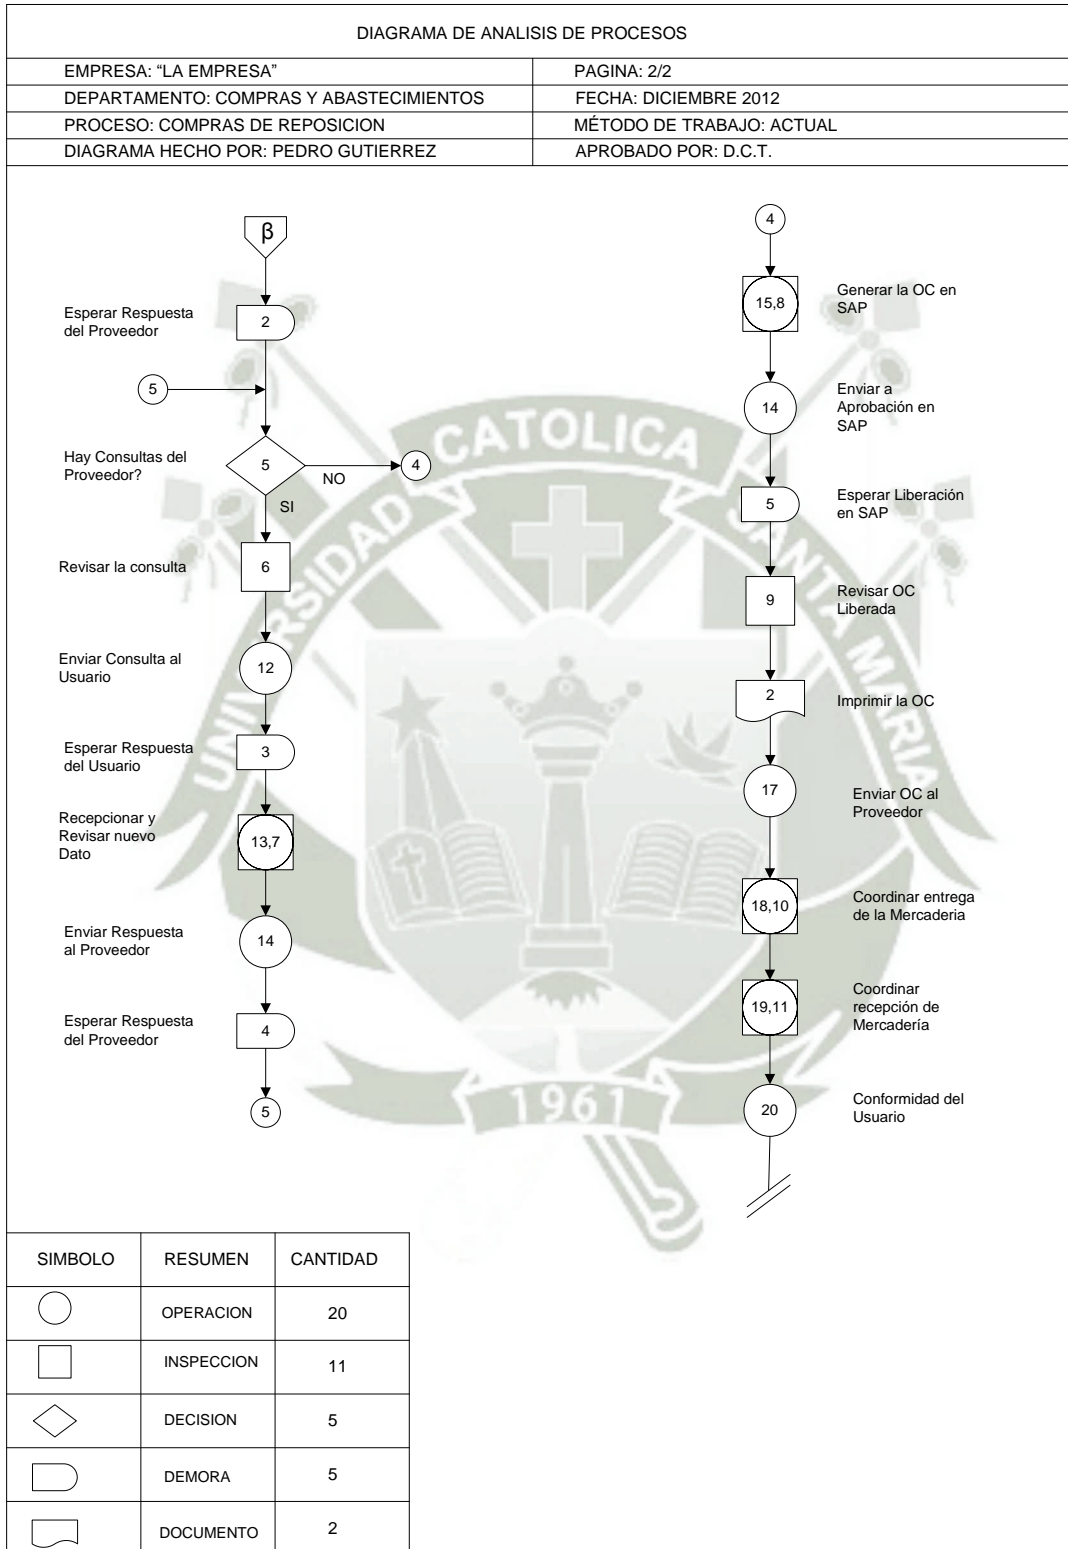 DIAGRAMA DE ANALISIS DE PROCESOS
EMPRESA: “LA EMPRESA”
PAGINA: 2/2
DEPARTAMENTO: COMPRAS Y ABASTECIMIENTOS
FECHA: DICIEMBRE 2012
PROCESO: COMPRAS DE REPOSICION
MÉTODO DE TRABAJO: ACTUAL
DIAGRAMA HECHO POR: PEDRO GUTIERREZ
APROBADO POR: D.C.T.
β
Esperar Respuesta
del Proveedor
2
5
Hay Consultas del
Proveedor?
5
NO
4
SI
Revisar la consulta
6
Enviar Consulta al
Usuario
12
Esperar Respuesta
del Usuario
3
Recepcionar y
Revisar nuevo
Dato
13,7
Enviar Respuesta
al Proveedor
14
Esperar Respuesta
del Proveedor
4
5
4
15,8
Generar la OC en
SAP
14
Enviar a
Aprobación en
SAP
5
Esperar Liberación
en SAP
9
Revisar OC
Liberada
2
Imprimir la OC
17
Enviar OC al
Proveedor
18,10
Coordinar entrega
de la Mercaderia
19,11
Coordinar
recepción de
Mercadería
20
Conformidad del
Usuario
UNIVERSIDAD CATOLICA SANTA MARIA
1961
SIMBOLO RESUMEN CANTIDAD
OPERACION 20
INSPECCION 11
DECISION 5
DEMORA 5
DOCUMENTO 2